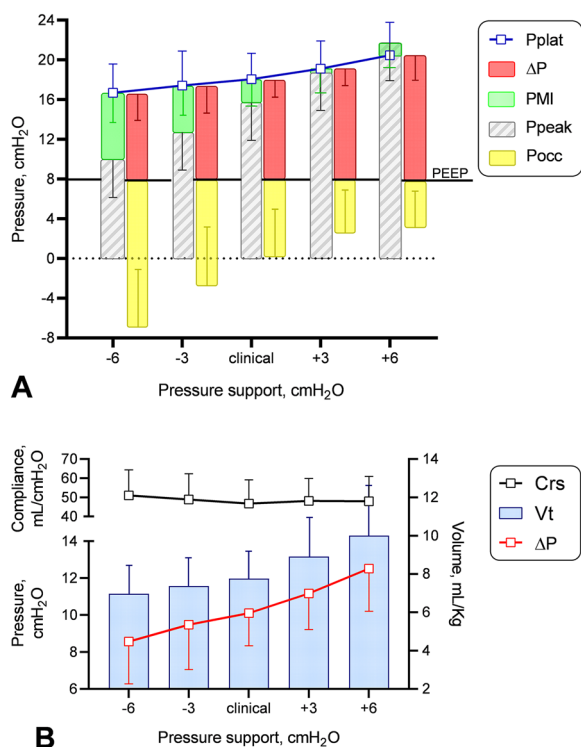 24
20
16
12
8
4
0
-4
-8
Pressure, cmH₂O
PEEP
-6 -3 clinical +3 +6
Pressure support, cmH₂O
A
Pplat
ΔP
PMI
Ppeak
Pocc
70
60
50
40
Compliance,
mL/cmH₂O
14
12
10
8
6
Pressure,
cmH₂O
14
12
10
8
6
4
2
Volume, mL/Kg
-6 -3 clinical +3 +6
Pressure support, cmH₂O
B
Crs
Vt
ΔP